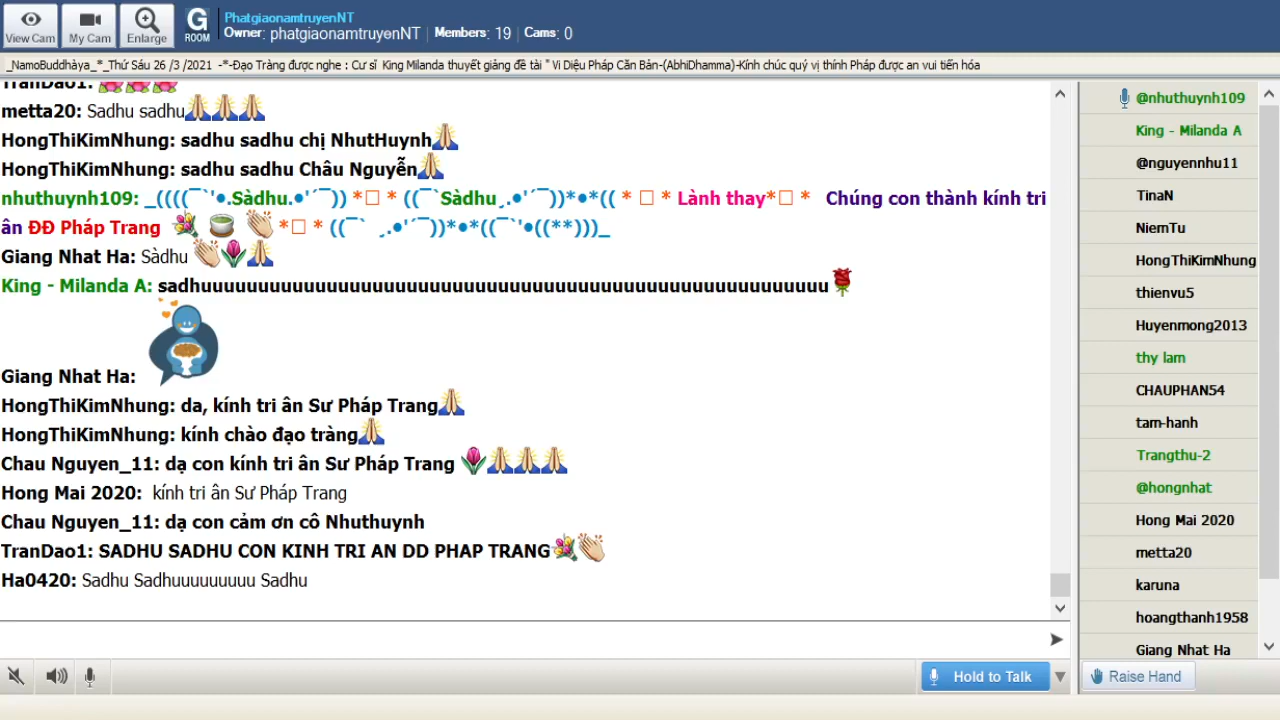 View Cam
My Cam
Enlarge
G
ROOM
PhatgiaonamtruyenNT
Owner: phatgiaonamtruyenNT | Members: 19 | Cams: 0
_NamoBuddhàya_*_Thứ Sáu 26 /3 /2021 -*-Đạo Tràng được nghe : Cư sĩ King Milanda thuyết giảng đề tài " Vi Diệu Pháp Căn Bản-(AbhiDhamma)-Kính chúc quý vị thính Pháp được an vui tiến hóa
TranDao1: 🌺🌺🌺
metta20: Sadhu sadhu🙏🙏🙏
HongThiKimNhung: sadhu sadhu chị NhutHuynh🙏
HongThiKimNhung: sadhu sadhu Châu Nguyễn🙏
nhuthuynh109: _((((¯`'•.Sàdhu.•'´¯)) *□ * ((¯`Sàdhu¸.•'´¯))*•*(( * □ * Lành thay*□ * Chúng con thành kính tri
ân ĐĐ Pháp Trang 💐 🍵 👏 *□ * ((¯` ¸.•'´¯))*•*((¯`'•((**)))_
Giang Nhat Ha: Sàdhu 👏🌷🙏
King - Milanda A: sadhuuuuuuuuuuuuuuuuuuuuuuuuuuuuuuuuuuuuuuuuuuuuuuuuuuuuuuu🌹
Giang Nhat Ha:
HongThiKimNhung: da, kính tri ân Sư Pháp Trang🙏
HongThiKimNhung: kính chào đạo tràng🙏
Chau Nguyen_11: dạ con kính tri ân Sư Pháp Trang 🌷🙏🙏🙏
Hong Mai 2020: kính tri ân Sư Pháp Trang
Chau Nguyen_11: dạ con cảm ơn cô Nhuthuynh
TranDao1: SADHU SADHU CON KINH TRI AN DD PHAP TRANG💐👏
Ha0420: Sadhu Sadhuuuuuuuuu Sadhu
@nhuthuynh109
King - Milanda A
@nguyennhu11
TinaN
NiemTu
HongThiKimNhung
thienvu5
Huyenmong2013
thy lam
CHAUPHAN54
tam-hanh
Trangthu-2
@hongnhat
Hong Mai 2020
metta20
karuna
hoangthanh1958
Giang Nhat Ha
Hold to Talk
Raise Hand